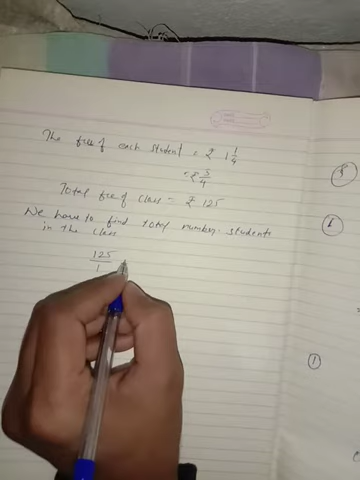 The fee of each student = ₹ 1 1/4
= ₹ 5/4
Total fee of class = ₹ 125
We have to find total number students
in the class
125/1